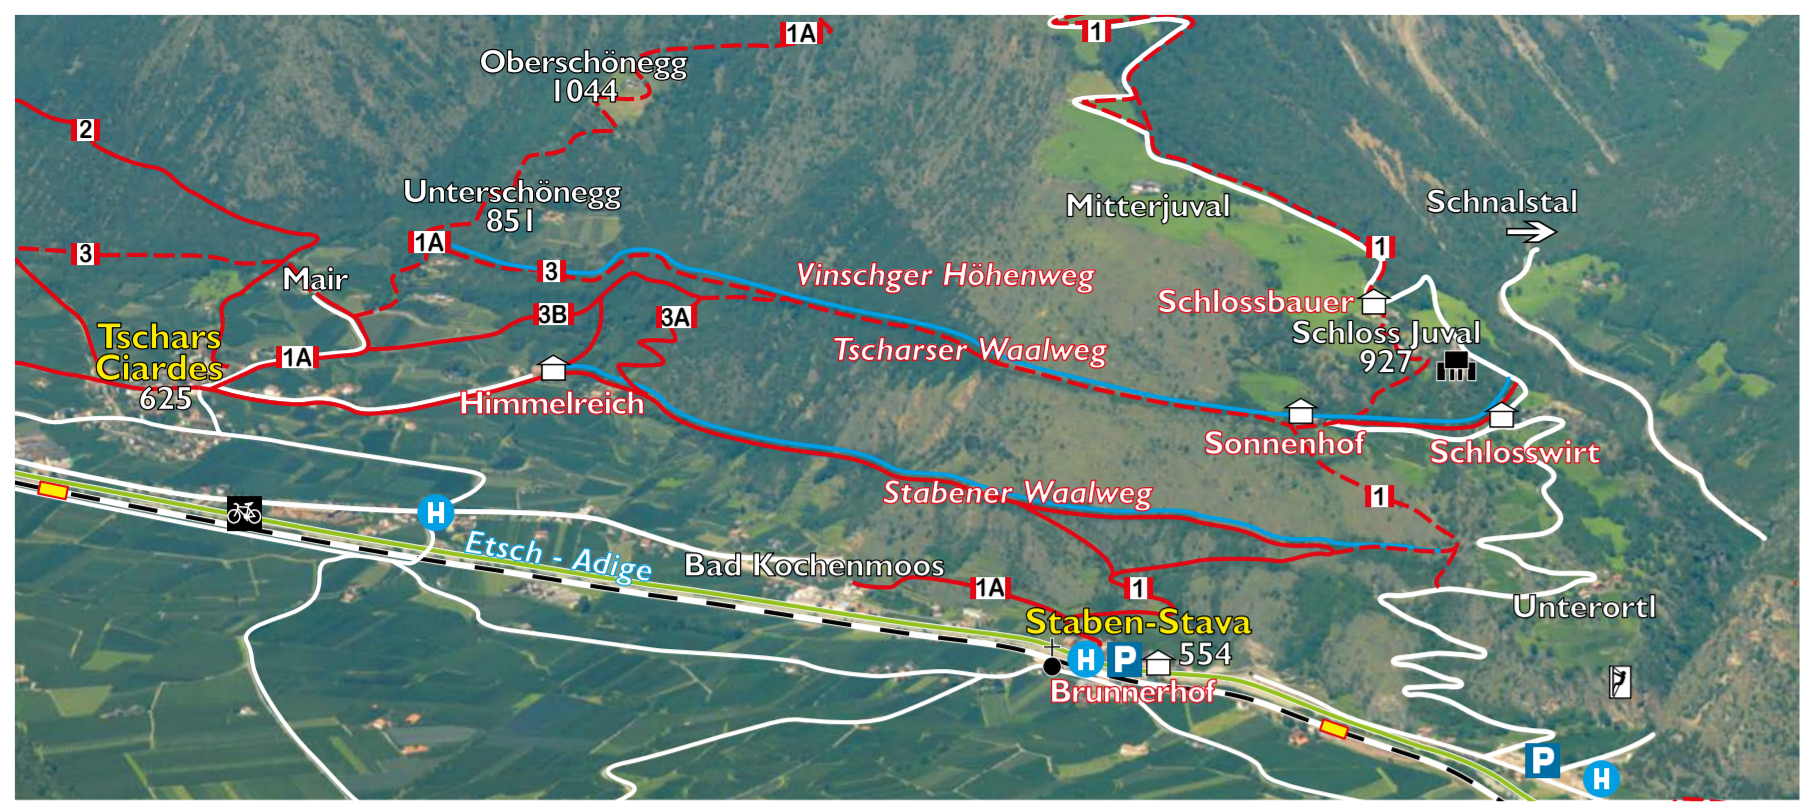 1A
1
Oberschönegg
1044
2
Unterschönegg
851
Schnalstal
Mitterjuval
3
1A
1
3
Mair
Vinschger Höhenweg
Schlossbauer
3B
3A
Tschars
Ciardes
625
Schloss Juval
927
1A
Tscharser Waalweg
Himmelreich
Sonnenhof
Schlosswirt
Stabener Waalweg
1
H
Etsch - Adige
Bad Kochenmoos
1A
1
Unterortl
Staben-Stava
554
H
P
Brunnerhof
P
H